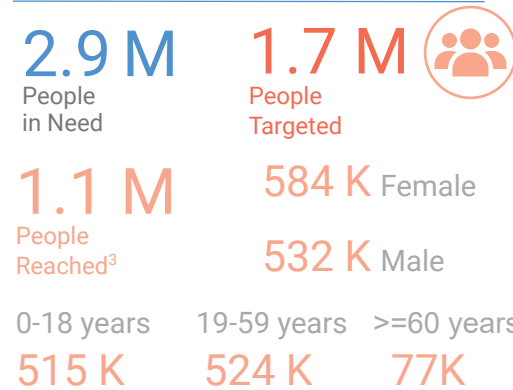 2.9 M
People
in Need
1.7 M
People
Targeted
1.1 M
People
Reached³
584 K Female
532 K Male
0-18 years 19-59 years >=60 years
515 K 524 K 77K